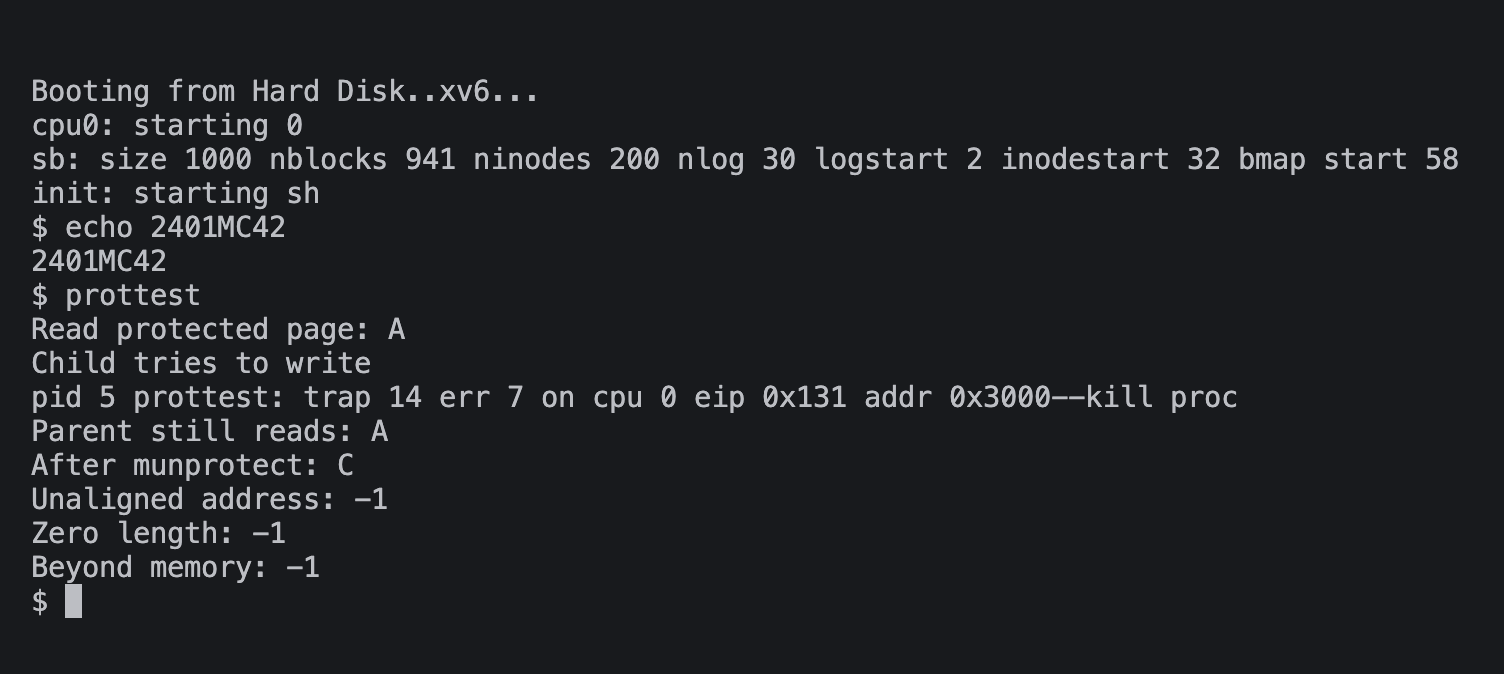 Booting from Hard Disk..xv6...
cpu0: starting 0
sb: size 1000 nblocks 941 ninodes 200 nlog 30 logstart 2 inodestart 32 bmap start 58
init: starting sh
$ echo 2401MC42
2401MC42
$ prottest
Read protected page: A
Child tries to write
pid 5 prottest: trap 14 err 7 on cpu 0 eip 0x131 addr 0x3000--kill proc
Parent still reads: A
After munprotect: C
Unaligned address: -1
Zero length: -1
Beyond memory: -1
$